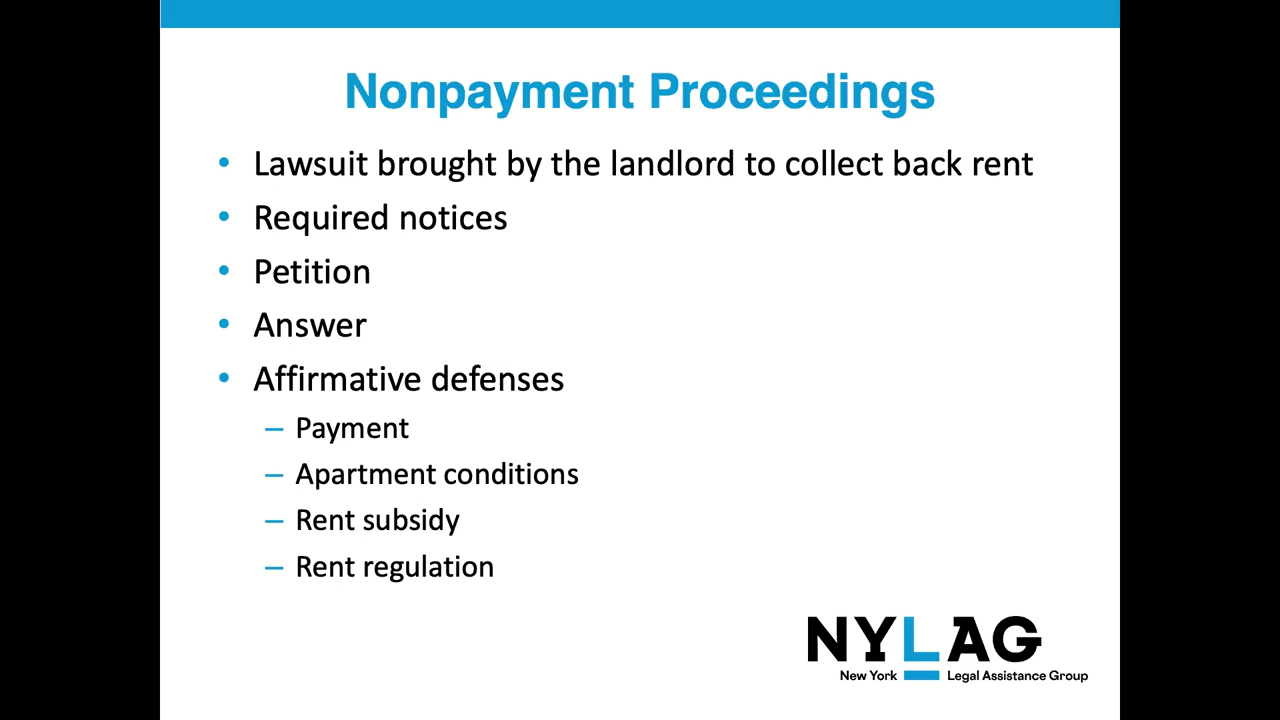 Nonpayment Proceedings
• Lawsuit brought by the landlord to collect back rent
• Required notices
• Petition
• Answer
• Affirmative defenses
– Payment
– Apartment conditions
– Rent subsidy
– Rent regulation
NYLAG
New York Legal Assistance Group